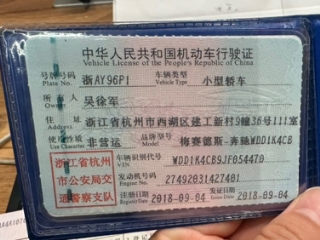 中华人民共和国机动车行驶证
Vehicle License of the People's Republic of China
号牌号码 浙AY96P1 车辆类型 小型轿车
Plate No. Vehicle Type
所有人 吴徐军
Owner
住址 浙江省杭州市西湖区建工新村9幢36号111室
Address
使用性质 非营运 品牌型号 梅赛德斯-奔驰WDD1K4CB
Use Character Model
浙江省杭州市公安局交通警察支队
车辆识别代号 WDD1K4CB9JF054470
VIN
发动机号码 27492031427401
Engine No.
注册日期 2018-09-04 发证日期 2018-09-04
Register Date Issue Date